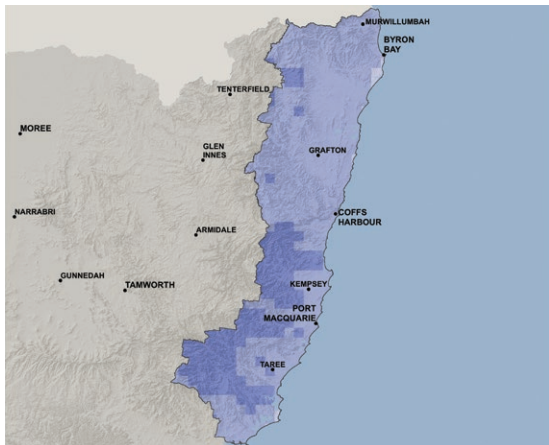 MURWILLUMBAH
BYRON
BAY
TENTERFIELD
MOREE
GLEN
INNES
GRAFTON
NARRABRI
COFFS
HARBOUR
ARMIDALE
GUNNEDAH
TAMWORTH
KEMPSEY
PORT
MACQUARIE
TAREE